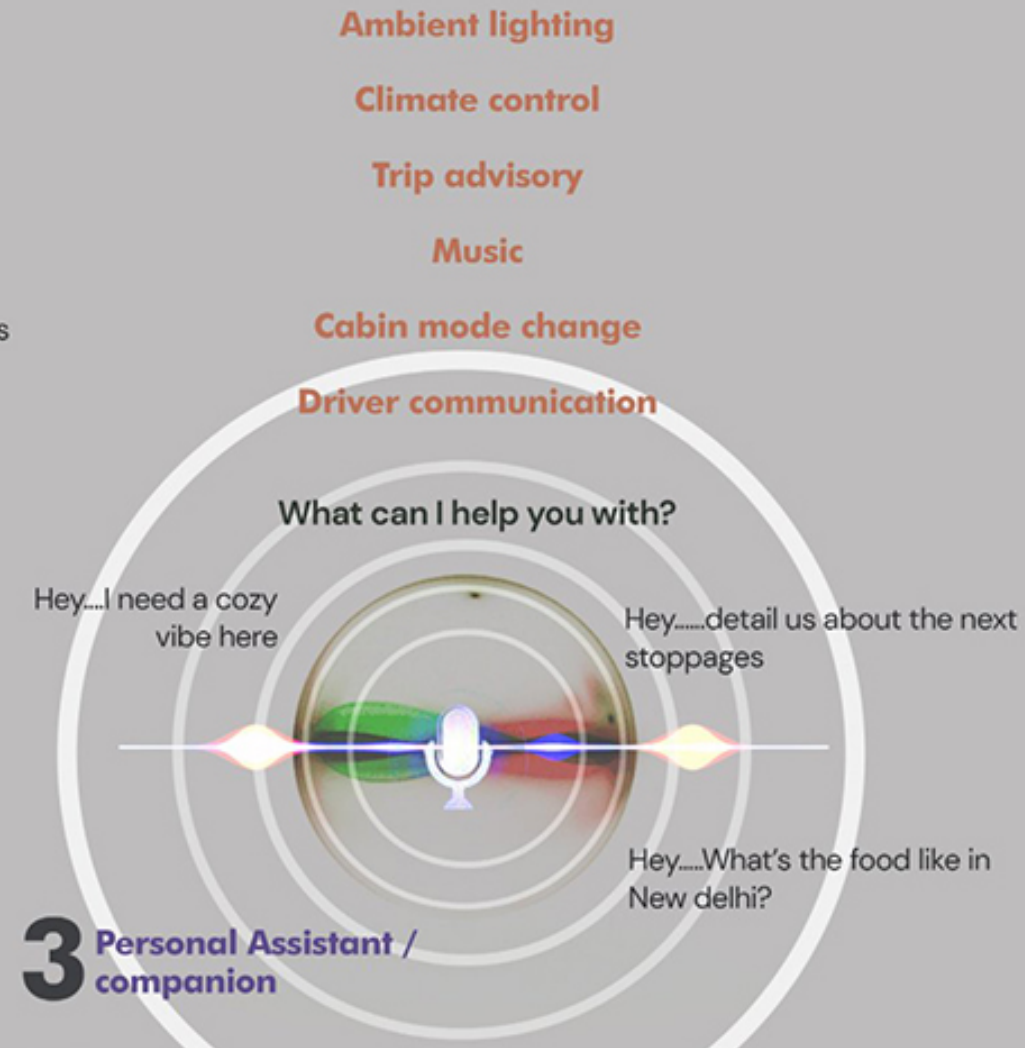 Ambient lighting
Climate control
Trip advisory
Music
Cabin mode change
s
Driver communication
What can I help you with?
Hey....I need a cozy
vibe here
Hey......detail us about the next
stoppages
Hey.....What's the food like in
New delhi?
3 Personal Assistant /
companion